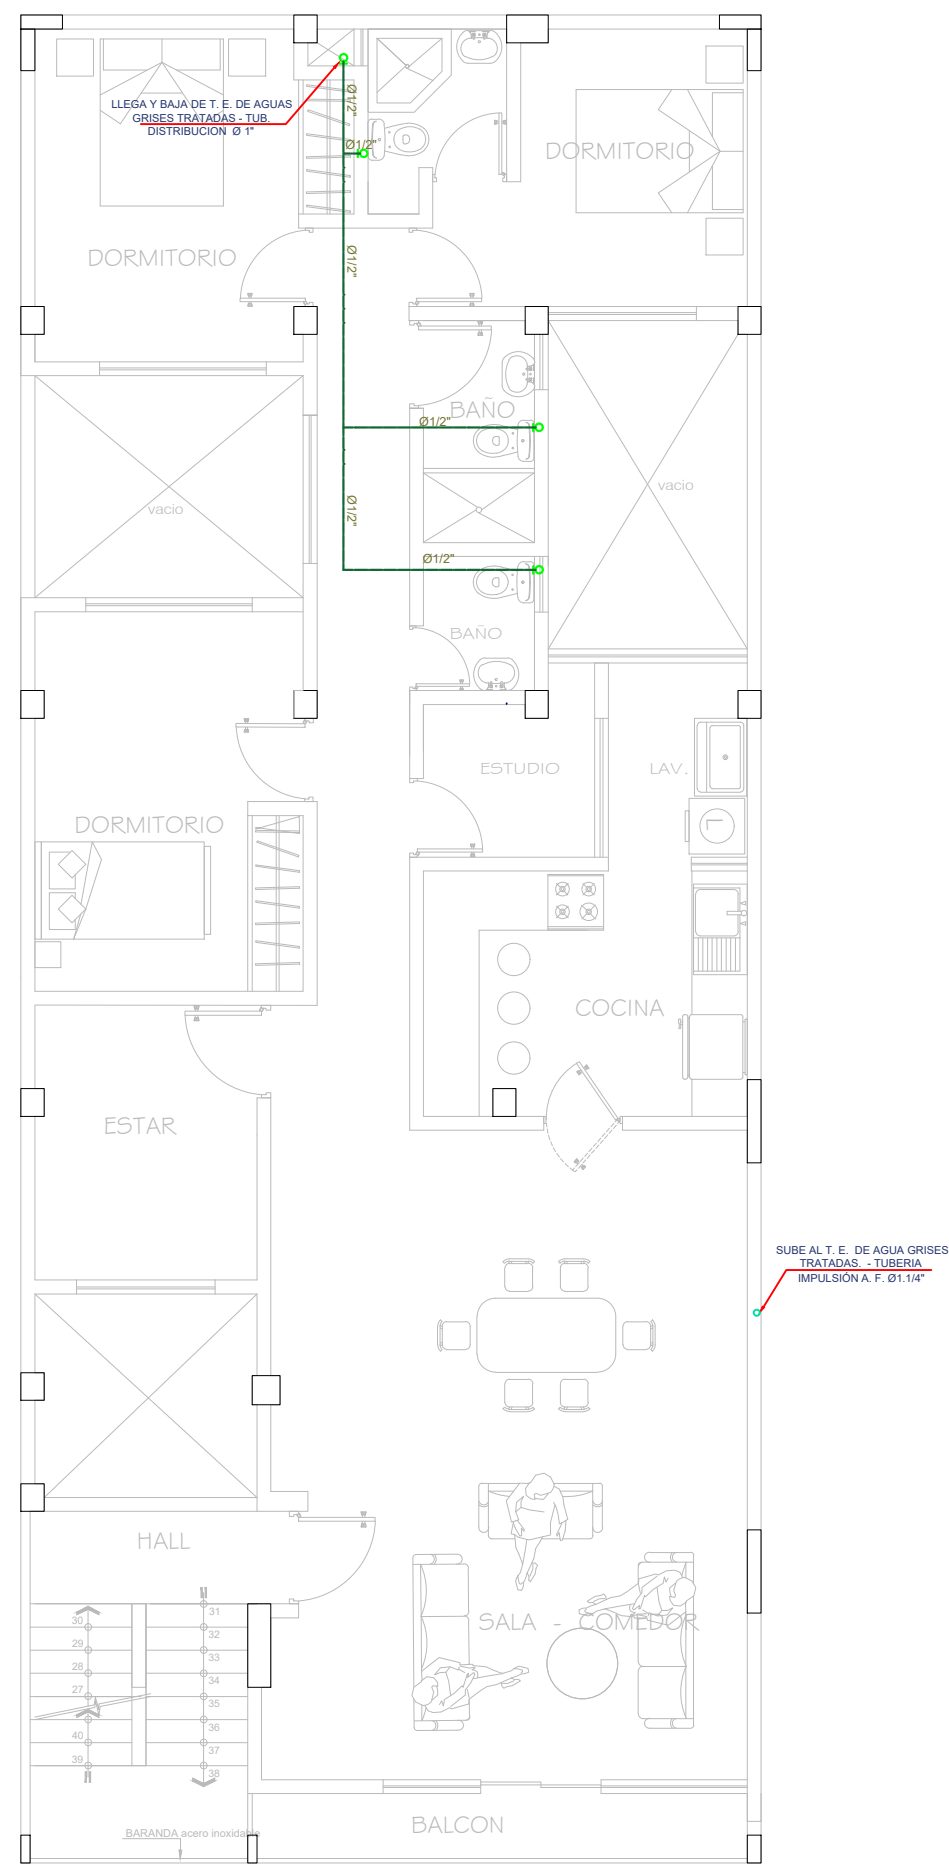 LLEGA Y BAJA DE T. E. DE AGUAS
GRISES TRATADAS - TUB.
DISTRIBUCION Ø 1"
Ø1/2"
Ø1/2"
DORMITORIO
DORMITORIO
Ø1/2"
BAÑO
Ø1/2"
vacio
vacio
Ø1/2"
Ø1/2"
BAÑO
ESTUDIO
LAV.
L
DORMITORIO
COCINA
ESTAR
SUBE AL T. E. DE AGUA GRISES
TRATADAS. - TUBERIA
IMPULSIÓN A. F. Ø1.1/4"
HALL
SALA - COMEDOR
30
29
28
27
40
39
31
32
33
34
35
36
37
38
BALCON
BARANDA acero inoxidable